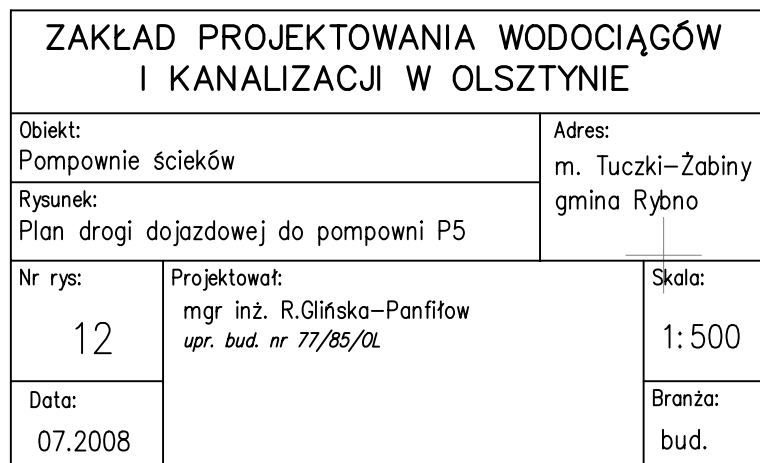 ZAKŁAD PROJEKTOWANIA WODOCIĄGÓW
I KANALIZACJI W OLSZTYNIE
Obiekt:
Pompownie ścieków
Adres:
m. Tuczki-Żabiny
gmina Rybno
Rysunek:
Plan drogi dojazdowej do pompowni P5
Nr rys:
12
Projektował:
mgr inż. R.Glińska-Panfiłow
upr. bud. nr 77/85/OL
Skala:
1:500
Data:
07.2008
Branża:
bud.